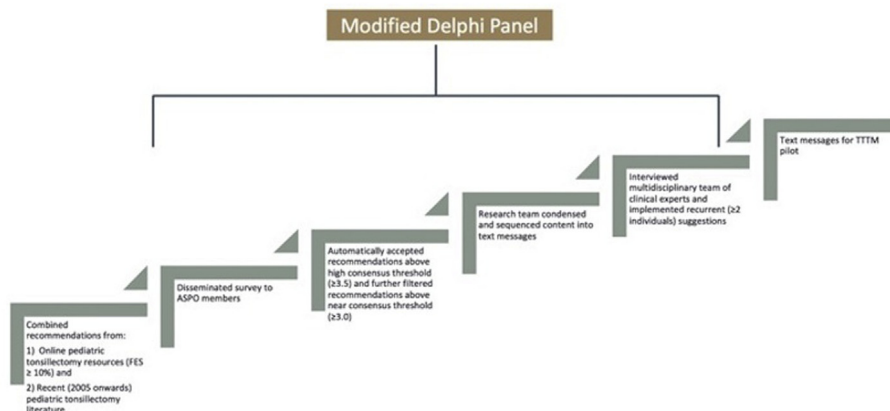 Modified Delphi Panel
Text messages for TTTM
pilot
Interviewed
multidisciplinary team of
clinical experts and
implemented recurrent (≥2
individuals) suggestions
Research team condensed
and sequenced content into
text messages
Automatically accepted
recommendations above
high consensus threshold
(≥3.5) and further filtered
recommendations above
near consensus threshold
(≥3.0)
Disseminated survey to
ASPO members
Combined
recommendations from:
1) Online pediatric
tonsillectomy resources (FES
≥ 10%) and
2) Recent (2005 onwards)
pediatric tonsillectomy
literature